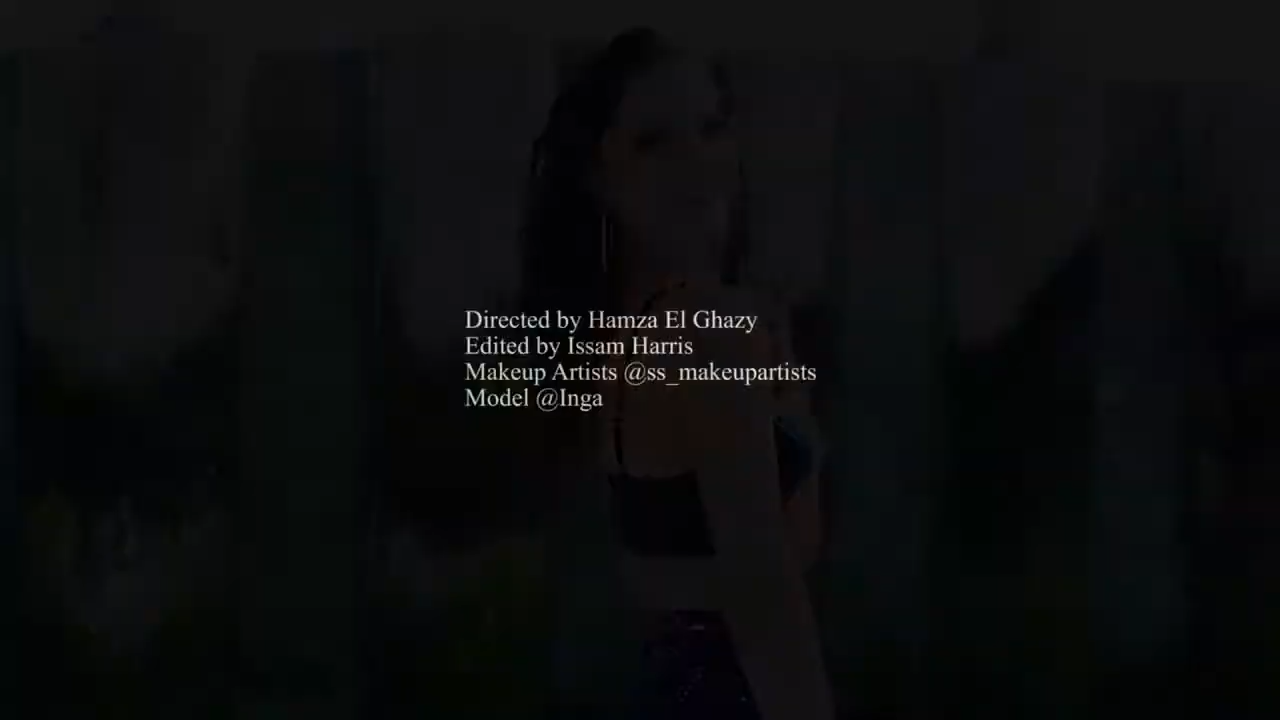 Directed by Hamza El Ghazy
Edited by Issam Harris
Makeup Artists @ss_makeupartists
Model @Inga